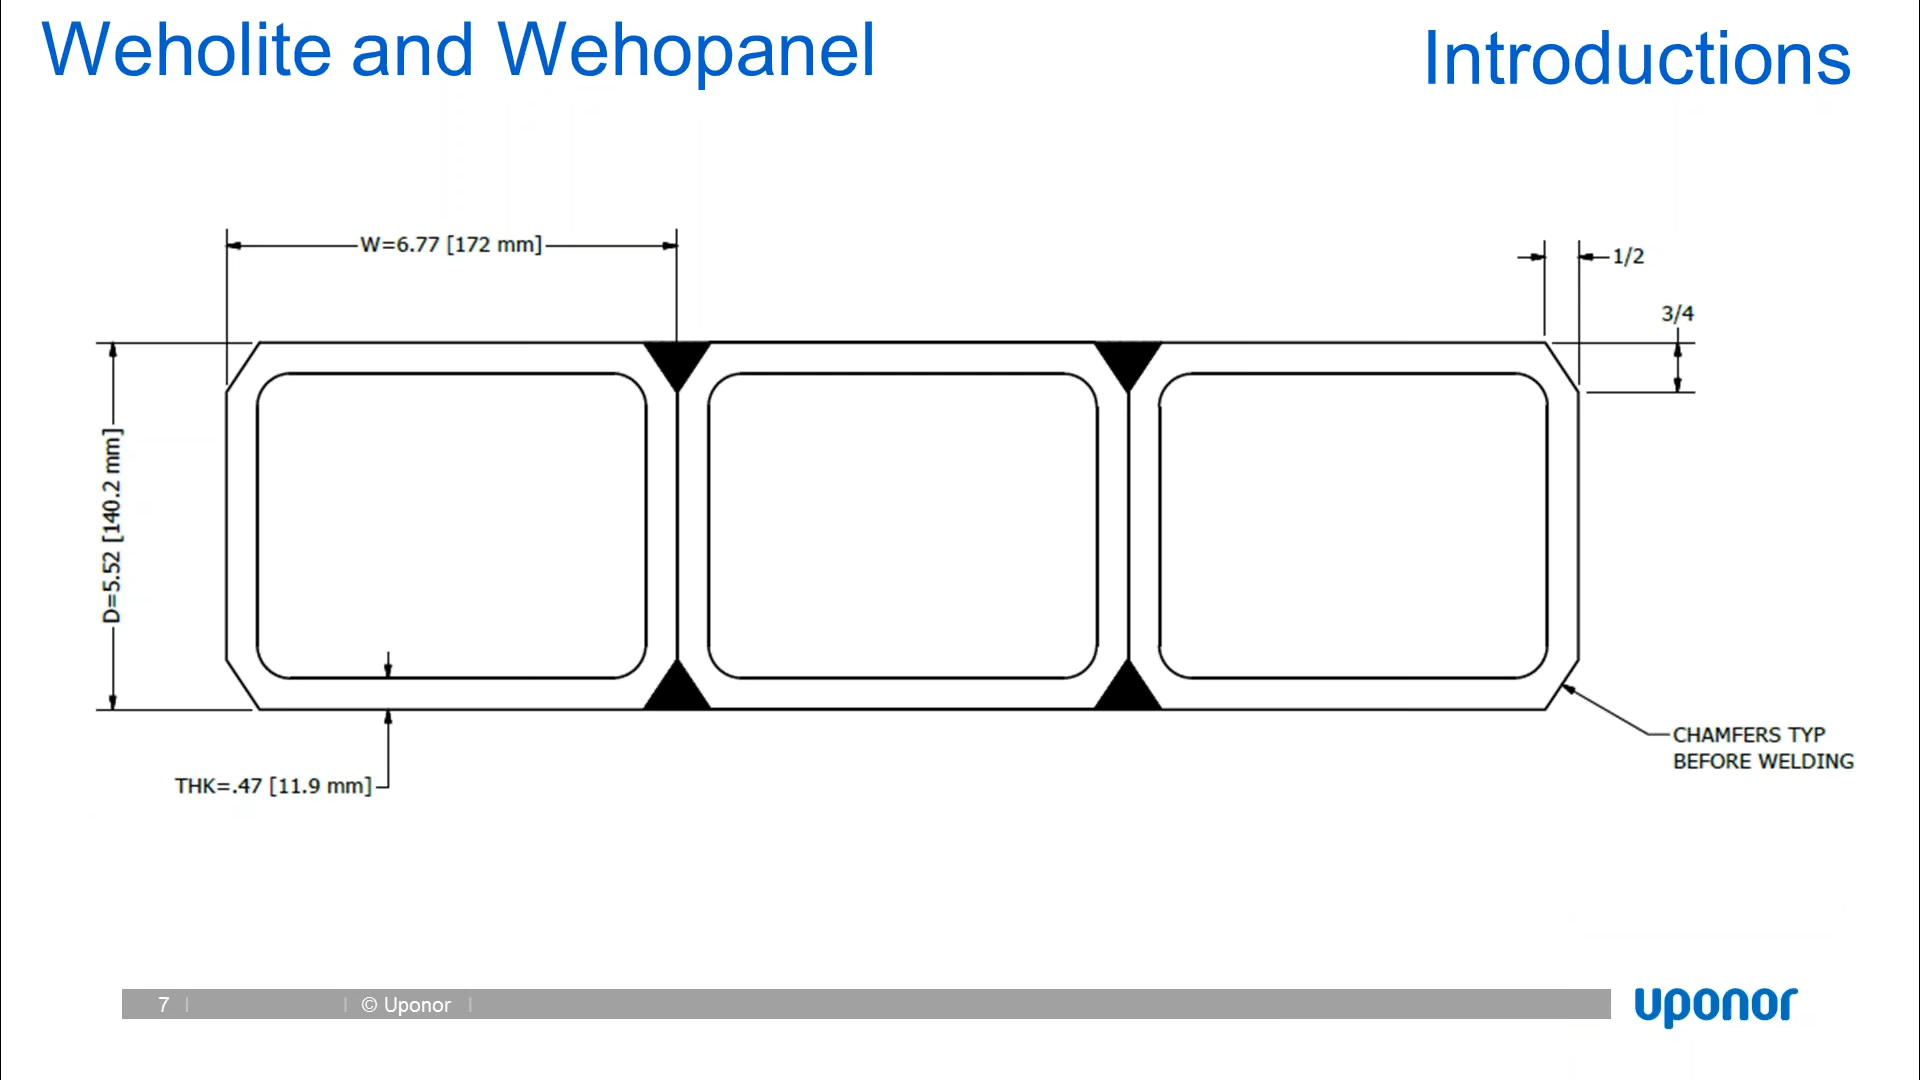 Weholite and Wehopanel
Introductions
W=6.77 [172 mm]
1/2
3/4
D=5.52 [140.2 mm]
THK=.47 [11.9 mm]
CHAMFERS TYP
BEFORE WELDING
7 | | © Uponor |
uponor